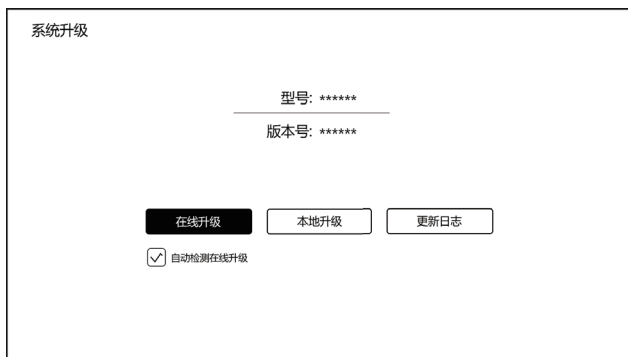 系统升级
型号: ******
版本号: ******
在线升级 本地升级 更新日志
自动检测在线升级